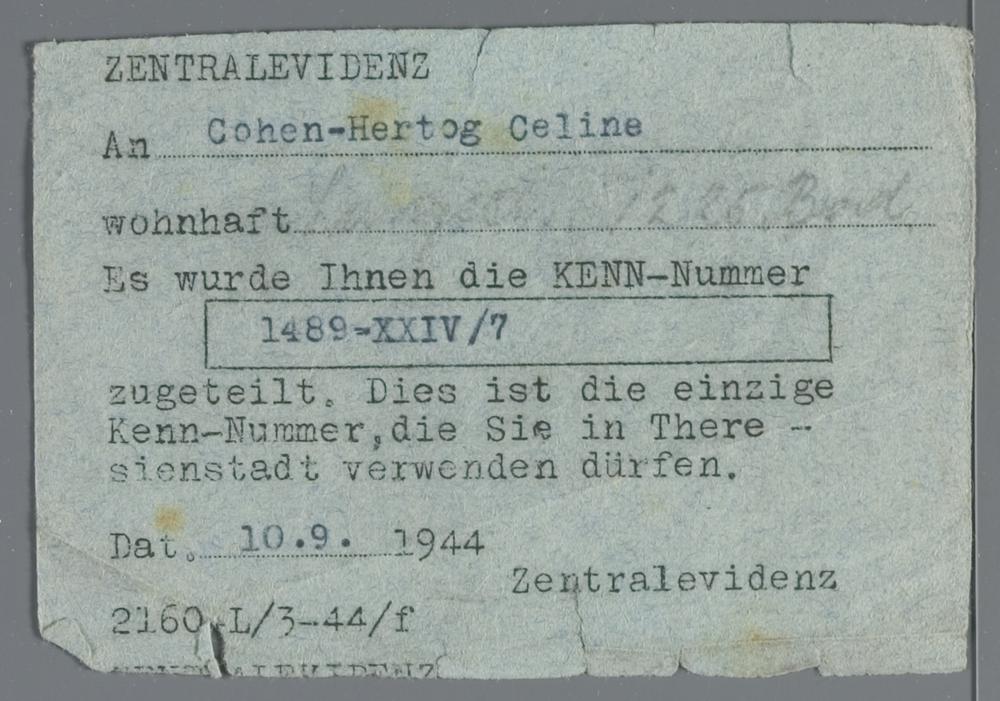 ZENTRALEVIDENZ
An Cohen-Hertog Celine
wohnhaft
Es wurde Ihnen die KENN-Nummer
1489-XXIV/7
zugeteilt. Dies ist die einzige
Kenn-Nummer,die Sie in There -
sienstadt verwenden dürfen.
Dat. 10.9. 1944
Zentralevidenz
2160-L/3-44/f
ZENTRALEVIDENZ